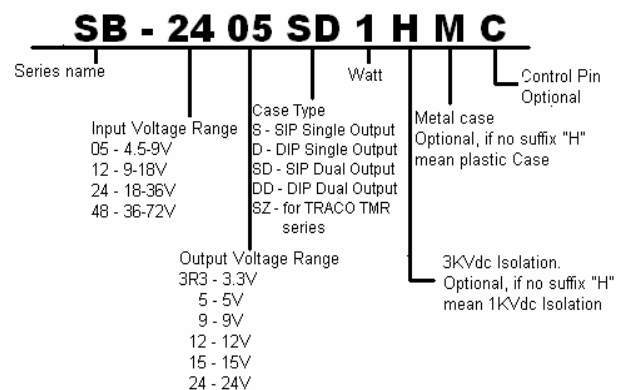 SB - 24 05 SD 1 H M C
Series name
Watt
Control Pin
Optional
Input Voltage Range
05 - 4.5-9V
12 - 9-18V
24 - 18-36V
48 - 36-72V
Case Type
S - SIP Single Output
D - DIP Single Output
SD - SIP Dual Output
DD - DIP Dual Output
SZ - for TRACO TMR
series
Metal case
Optional, if no suffix "H"
mean plastic Case
Output Voltage Range
3R3 - 3.3V
5 - 5V
9 - 9V
12 - 12V
15 - 15V
24 - 24V
3KVdc Isolation.
Optional, if no suffix "H"
mean 1KVdc Isolation